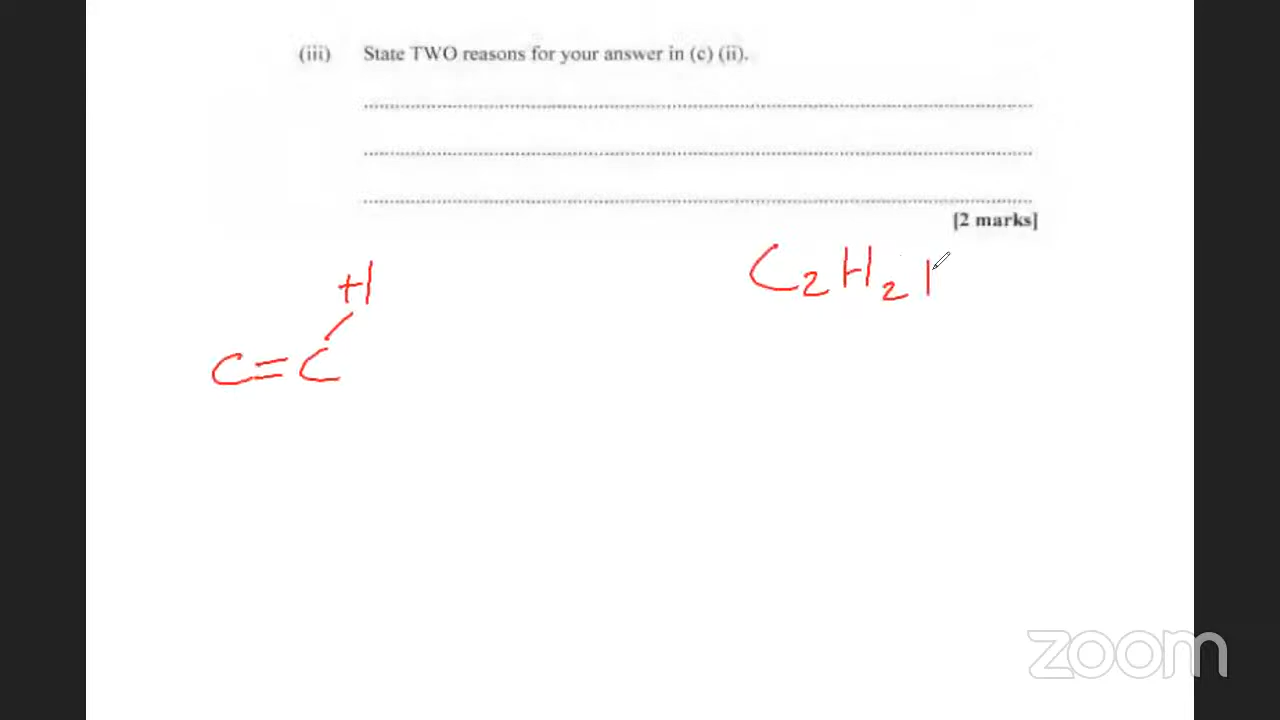 (iii) State TWO reasons for your answer in (c) (ii).
[2 marks]
C2H2
H
C=C
zoom